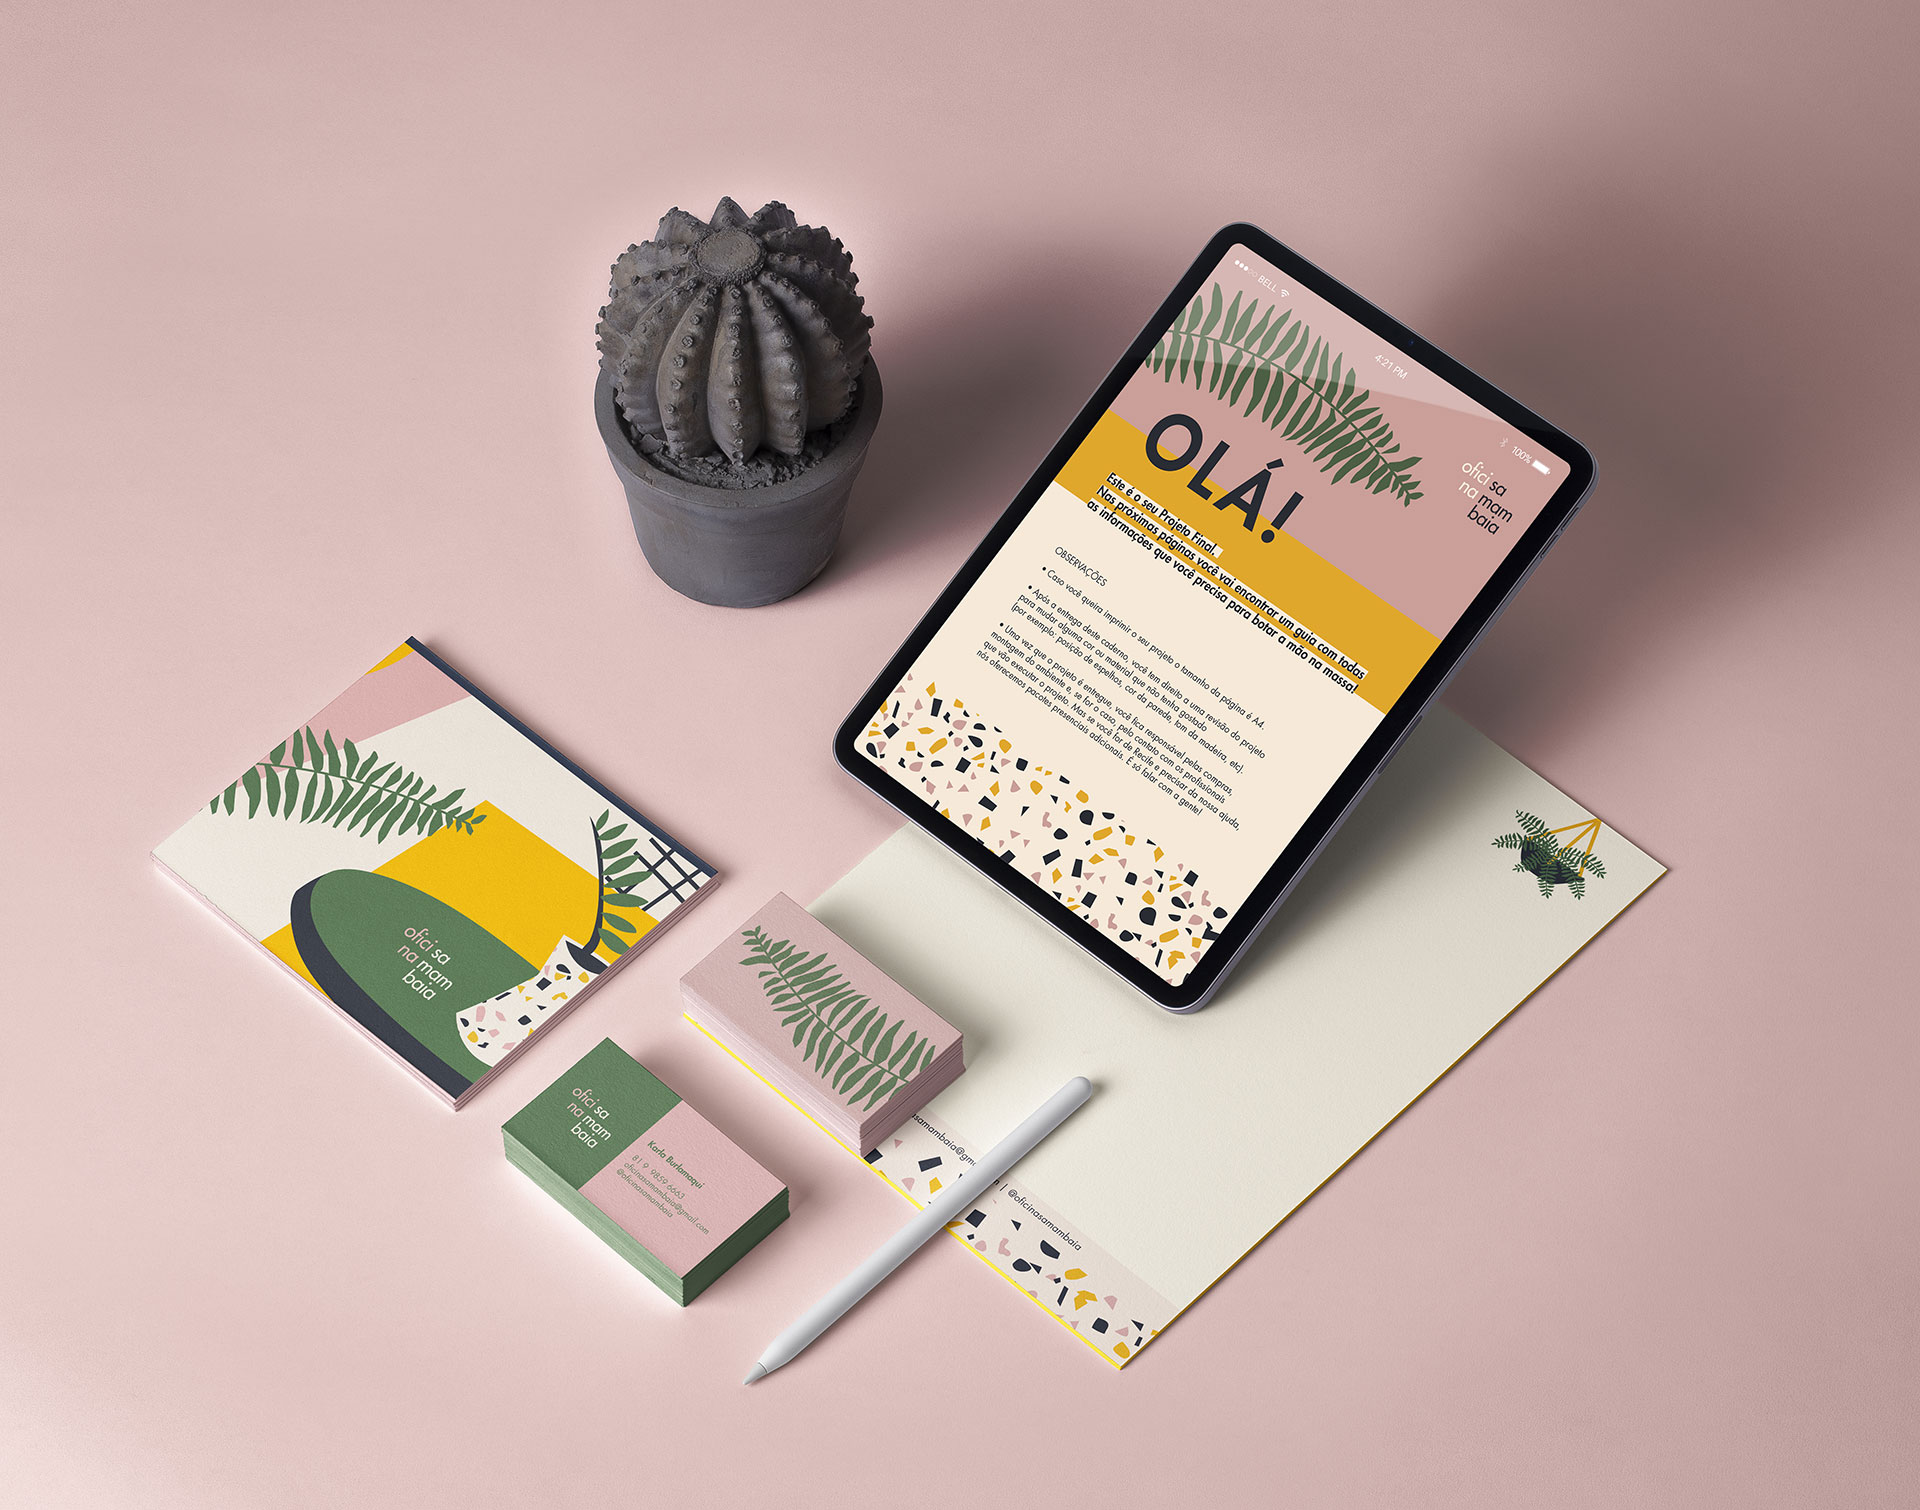 BELL
4:21 PM
100%
ofici sa
na mam
baia
OLÁ!
Este é o seu Projeto Final.
Nas próximas páginas você vai encontrar um guia com todas
as informações que você precisa para botar a mão na massa!
OBSERVAÇÕES
• Caso você queira imprimir o seu projeto o tamanho da página é A4.
• Após a entrega deste caderno, você tem direito a uma revisão do projeto
para mudar alguma cor ou material que não tenha gostado
(por exemplo: posição de espelhos, cor da parede, tom da madeira, etc).
• Uma vez que o projeto é entregue, você fica responsável pelas compras,
montagem do ambiente e, se for o caso, pelo contato com os profissionais
que vão executar o projeto. Mas se você for de Recife e precisar da nossa ajuda,
nós oferecemos pacotes presenciais adicionais. É só falar com a gente!
ofici sa
na mam
baia
ofici sa
na mam
baia
Karla Burlamaqui
81 9 9859.6663
oficinasamambaia@gmail.com
@oficinasamambaia
| @oficinasamambaia